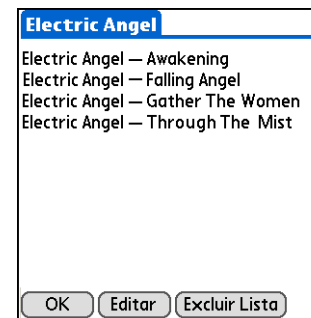 Electric Angel
Electric Angel — Awakening
Electric Angel — Falling Angel
Electric Angel — Gather The Women
Electric Angel — Through The Mist
OK Editar Excluir Lista